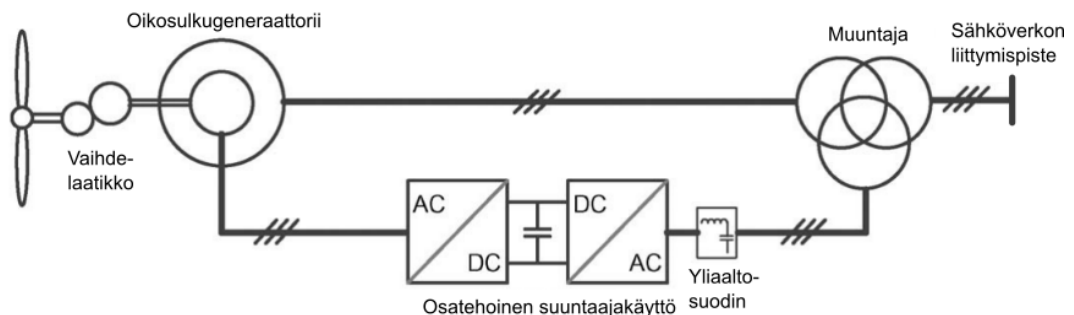 Oikosulkugeneraattorii
Muuntaja
Sähköverkon
liittymispiste
Vaihde-
laatikko
AC
DC
DC
AC
Yliaalto-
suodin
Osatehoinen suuntaajakäyttö